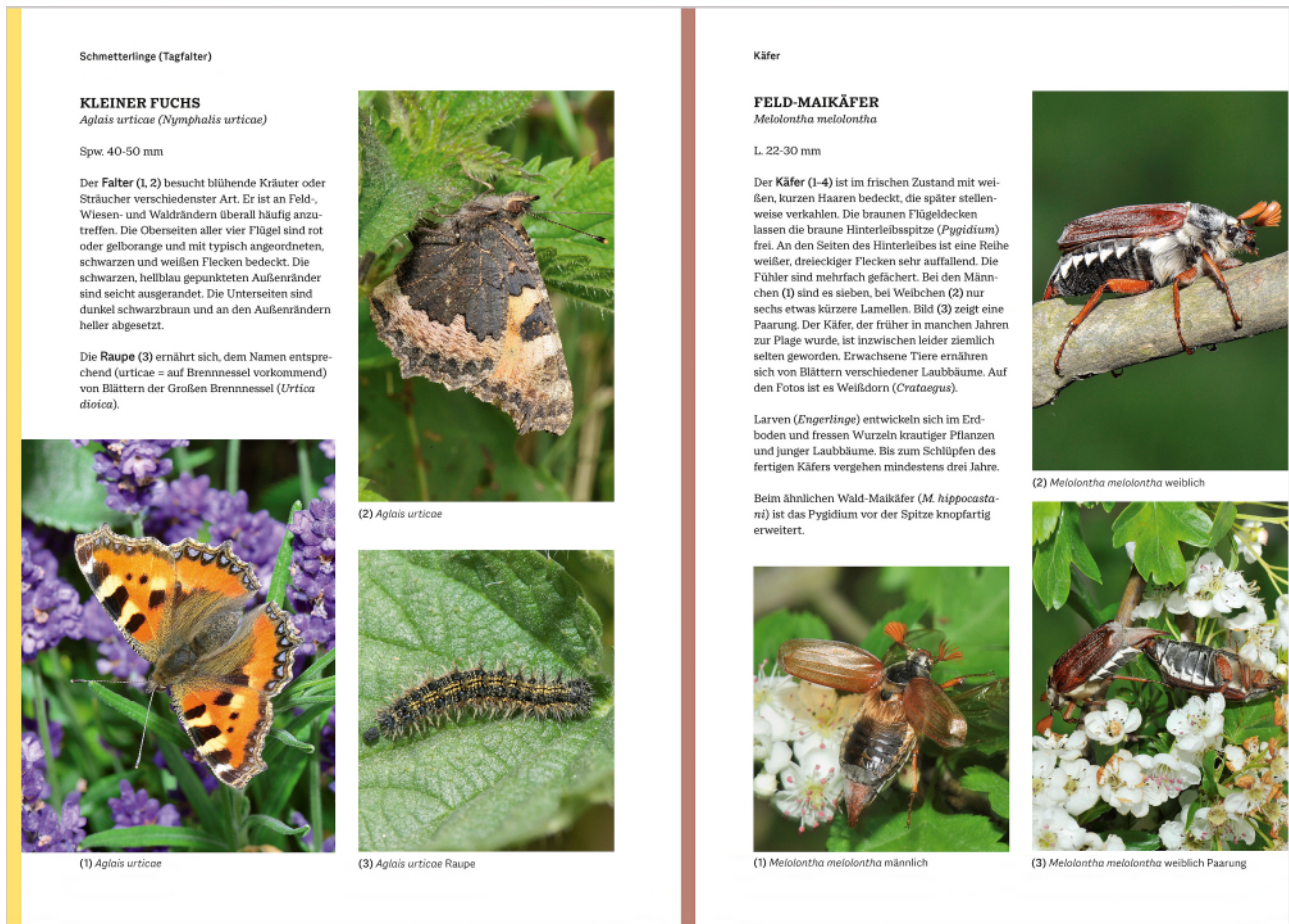 Schmetterlinge (Tagfalter)
KLEINER FUCHS
Aglais urticae (Nymphalis urticae)
Spw. 40-50 mm
Der Falter (1, 2) besucht blühende Kräuter oder
Sträucher verschiedenster Art. Er ist an Feld-,
Wiesen- und Waldrändern überall häufig anzu-
treffen. Die Oberseiten aller vier Flügel sind rot
oder gelborange und mit typisch angeordneten,
schwarzen und weißen Flecken bedeckt. Die
schwarzen, hellblau gepunkteten Außenränder
sind seicht ausgerandet. Die Unterseiten sind
dunkel schwarzbraun und an den Außenrändern
heller abgesetzt.
Die Raupe (3) ernährt sich, dem Namen entspre-
chend (urticae = auf Brennnessel vorkommend)
von Blättern der Großen Brennnessel (Urtica
dioica).
(1) Aglais urticae
(2) Aglais urticae
(3) Aglais urticae Raupe
Käfer
FELD-MAIKÄFER
Melolontha melolontha
L. 22-30 mm
Der Käfer (1-4) ist im frischen Zustand mit wei-
ßen, kurzen Haaren bedeckt, die später stellen-
weise verkahlen. Die braunen Flügeldecken
lassen die braune Hinterleibsspitze (Pygidium)
frei. An den Seiten des Hinterleibes ist eine Reihe
weißer, dreieckiger Flecken sehr auffallend. Die
Fühler sind mehrfach gefächert. Bei den Männ-
chen (1) sind es sieben, bei Weibchen (2) nur
sechs etwas kürzere Lamellen. Bild (3) zeigt eine
Paarung. Der Käfer, der früher in manchen Jahren
zur Plage wurde, ist inzwischen leider ziemlich
selten geworden. Erwachsene Tiere ernähren
sich von Blättern verschiedener Laubbäume. Auf
den Fotos ist es Weißdorn (Crataegus).
Larven (Engerlinge) entwickeln sich im Erd-
boden und fressen Wurzeln krautiger Pflanzen
und junger Laubbäume. Bis zum Schlüpfen des
fertigen Käfers vergehen mindestens drei Jahre.
Beim ähnlichen Wald-Maikäfer (M. hippocasta-
ni) ist das Pygidium vor der Spitze knopfartig
erweitert.
(1) Melolontha melolontha männlich
(2) Melolontha melolontha weiblich
(3) Melolontha melolontha weiblich Paarung